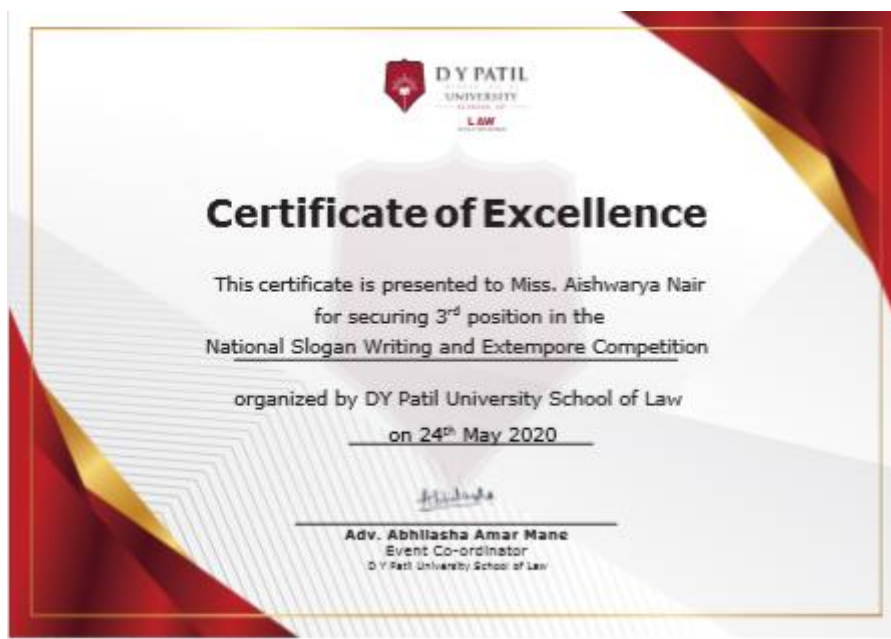 D Y PATIL
UNIVERSITY
SCHOOL OF
LAW
Certificate of Excellence
This certificate is presented to Miss. Aishwarya Nair
for securing 3rd position in the
National Slogan Writing and Extempore Competition
organized by DY Patil University School of Law
on 24th May 2020
Adv. Abhilasha Amar Mane
Event Co-ordinator
D Y Patil University School of Law